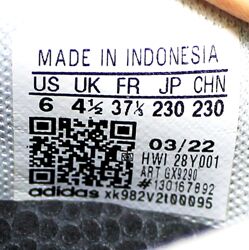 MADE IN INDONESIA
US UK FR JP CHN
6 4½ 37⅓ 230 230
03/22
HWI 28Y001
ART GX9290
#130167892
adidas xk982V2t00095